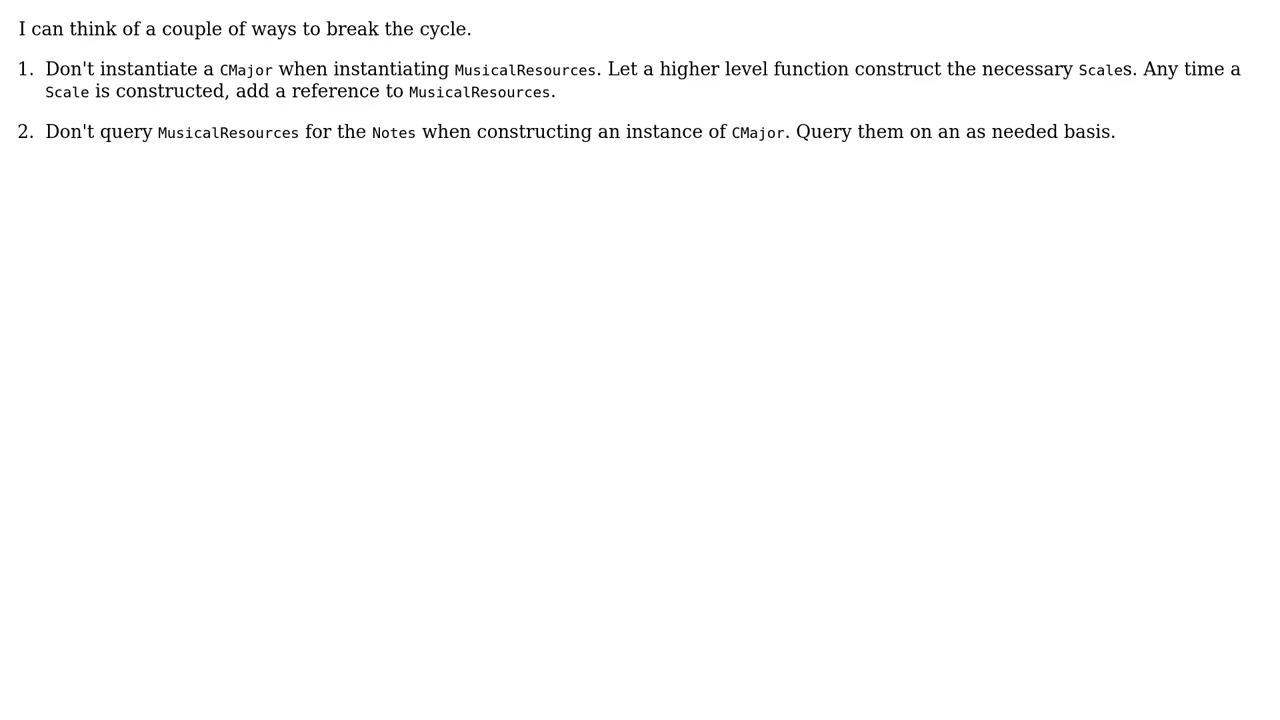 I can think of a couple of ways to break the cycle.
1. Don't instantiate a CMajor when instantiating MusicalResources. Let a higher level function construct the necessary Scales. Any time a
Scale is constructed, add a reference to MusicalResources.
2. Don't query MusicalResources for the Notes when constructing an instance of CMajor. Query them on an as needed basis.